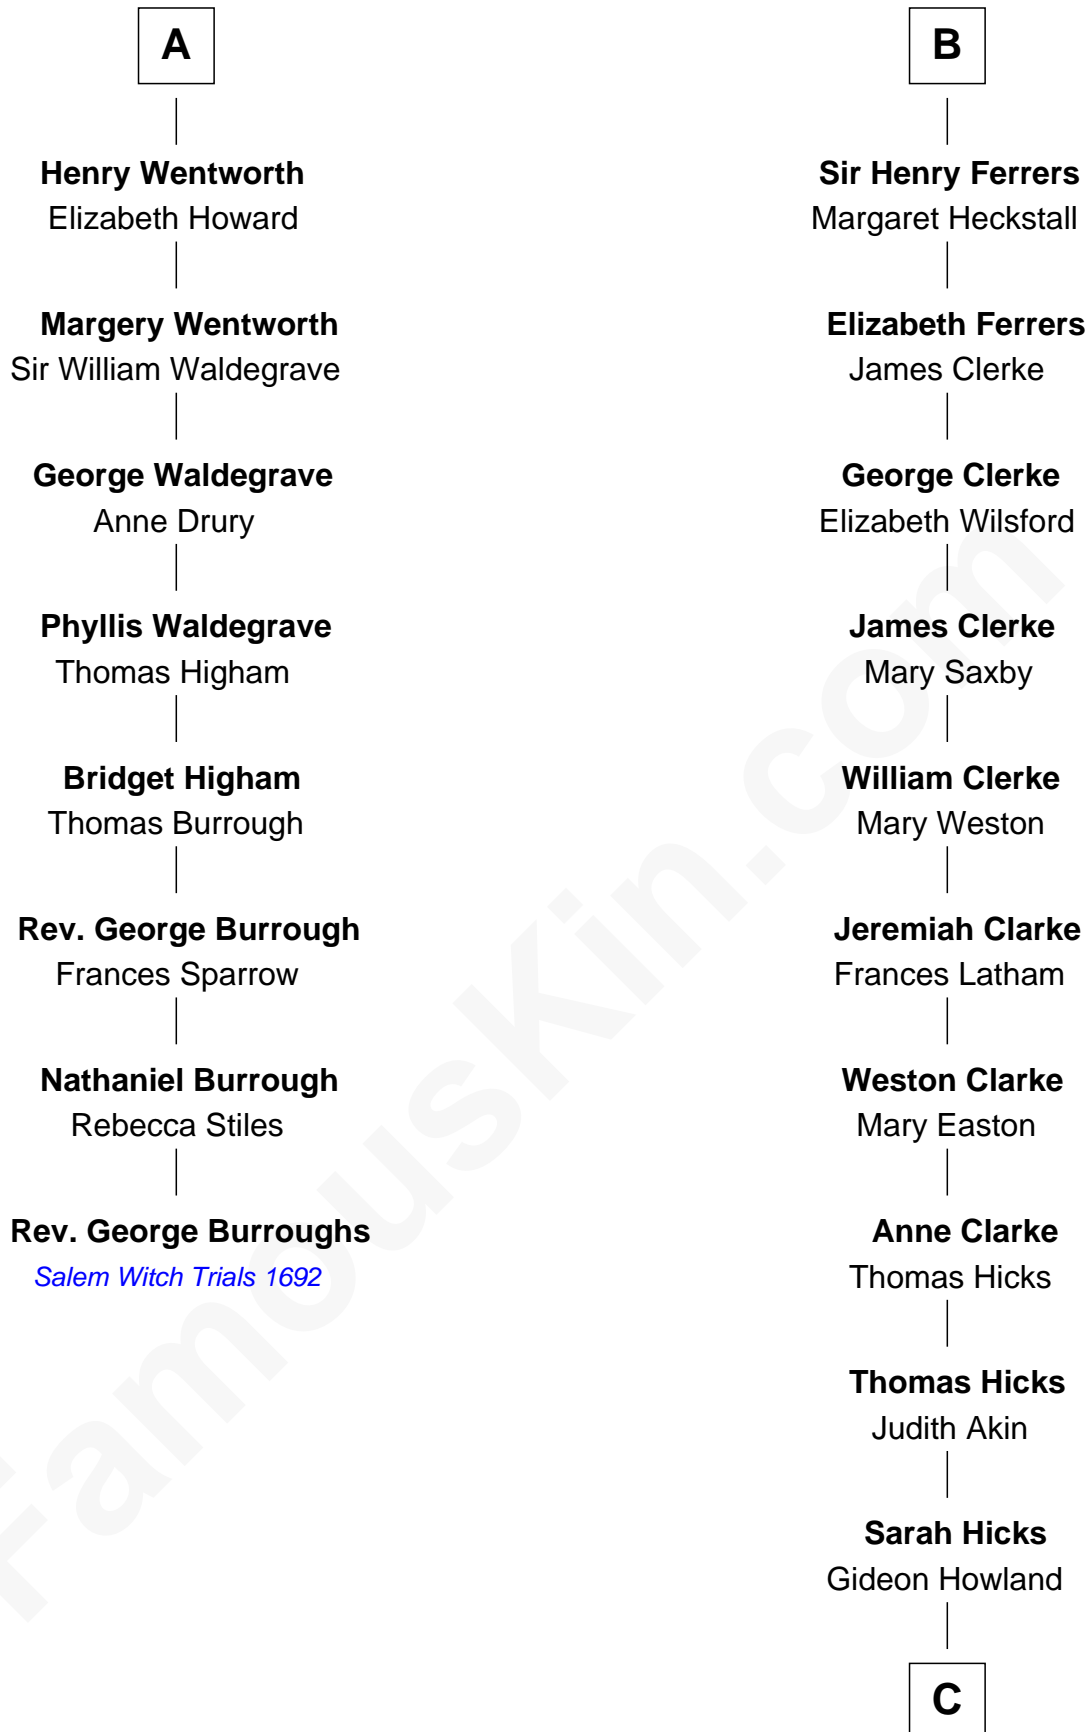 A
Henry Wentworth
Elizabeth Howard
Margery Wentworth
Sir William Waldegrave
George Waldegrave
Anne Drury
Phyllis Waldegrave
Thomas Higham
Bridget Higham
Thomas Burrough
Rev. George Burrough
Frances Sparrow
Nathaniel Burrough
Rebecca Stiles
Rev. George Burroughs
Salem Witch Trials 1692
B
Sir Henry Ferrers
Margaret Heckstall
Elizabeth Ferrers
James Clerke
George Clerke
Elizabeth Wilsford
James Clerke
Mary Saxby
William Clerke
Mary Weston
Jeremiah Clarke
Frances Latham
Weston Clarke
Mary Easton
Anne Clarke
Thomas Hicks
Thomas Hicks
Judith Akin
Sarah Hicks
Gideon Howland
C
FamousKin.com